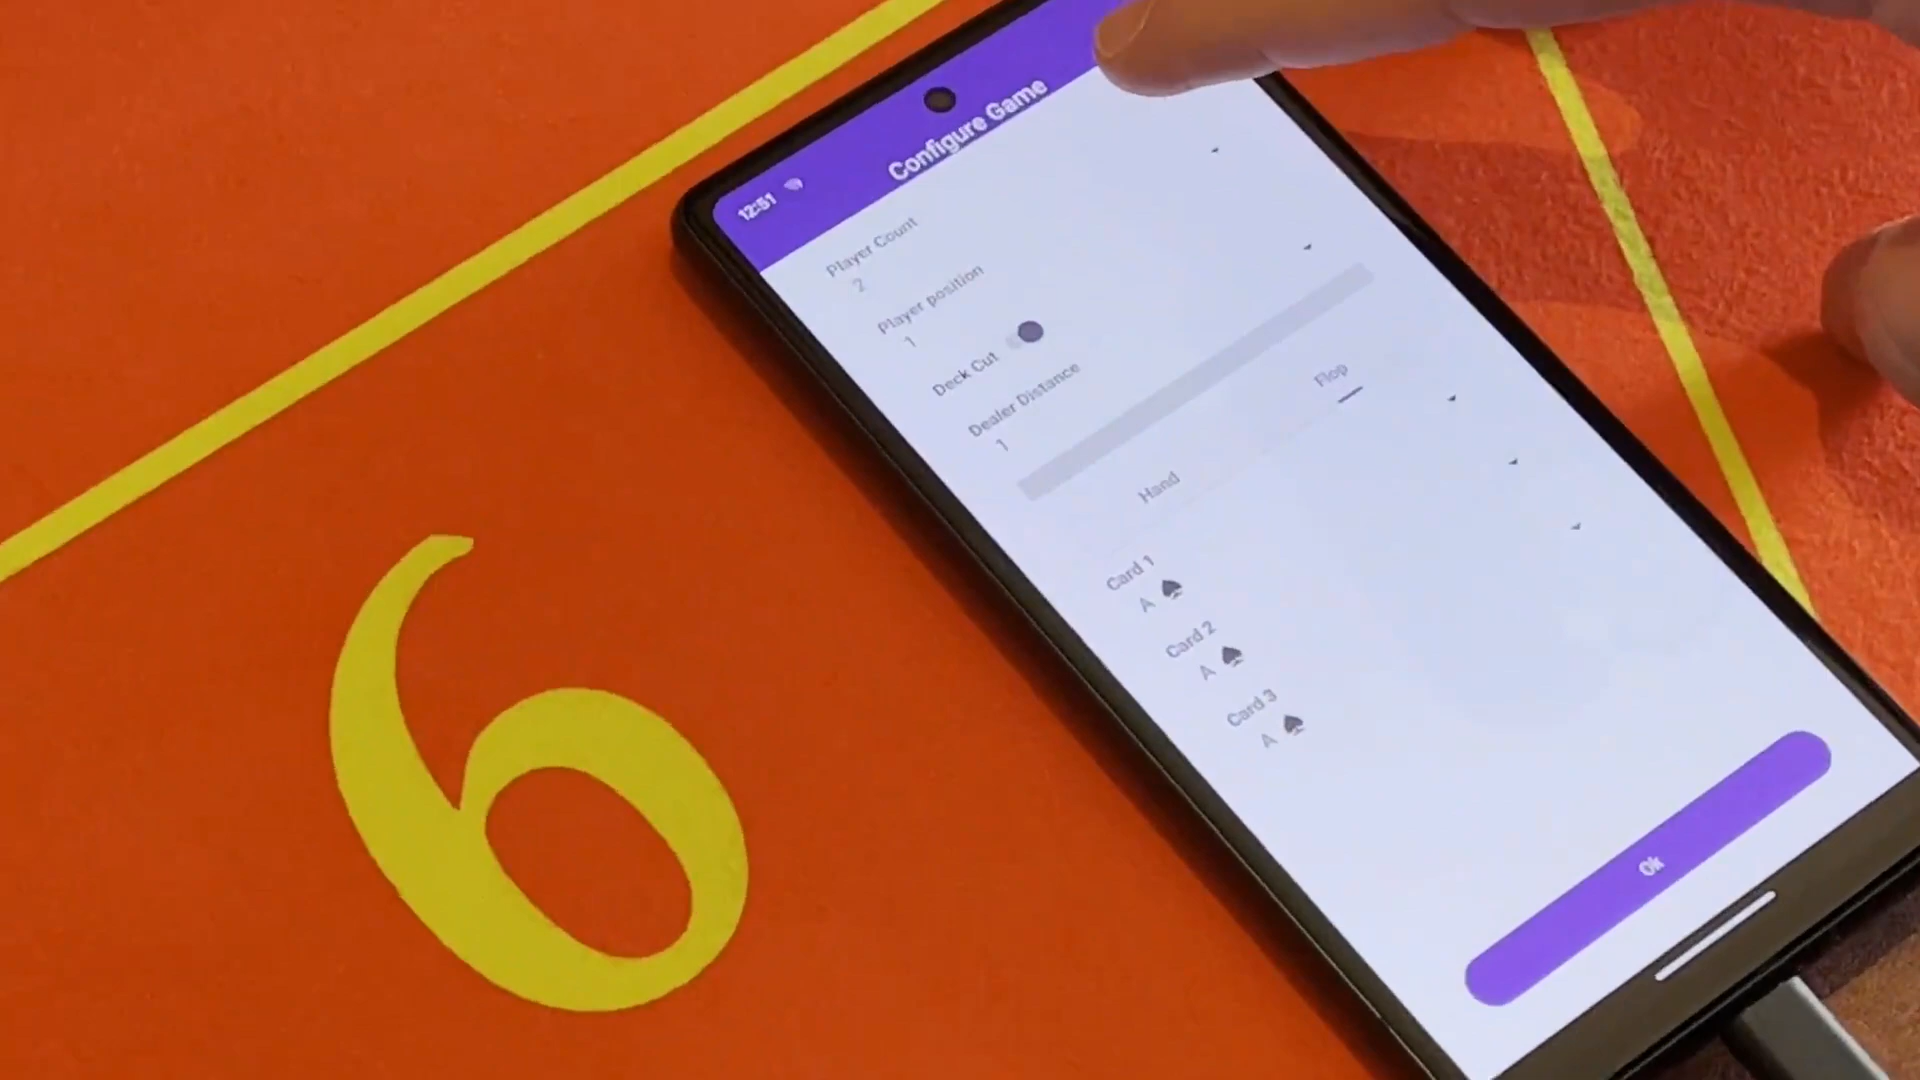 12:51
Configure Game
Player Count
2
Player position
1
Deck Cut
Dealer Distance
1
Hand
Flop
Card 1
A ♠
Card 2
A ♠
Card 3
A ♠
Ok
6